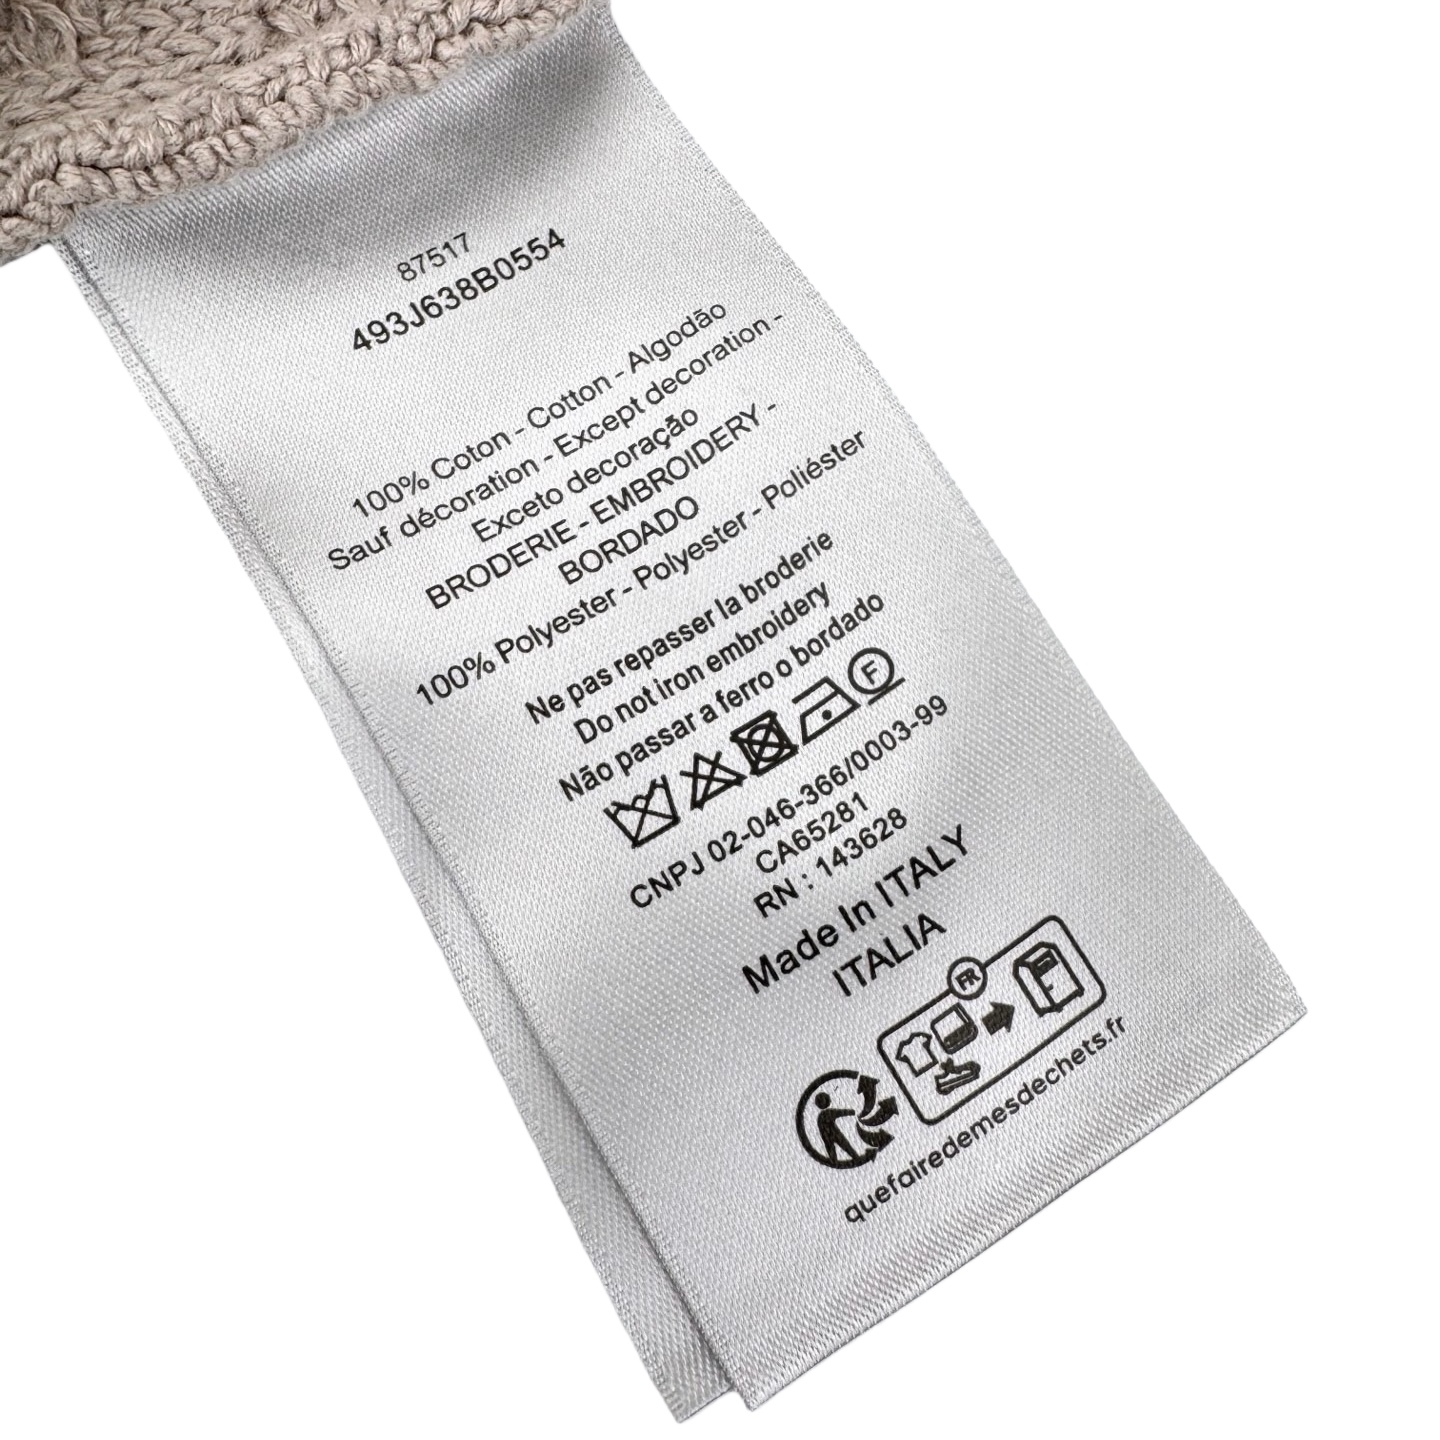 87517
493J638B0554
100% Coton - Cotton - Algodão
Sauf décoration - Except decoration -
Exceto decoração
BRODERIE - EMBROIDERY -
BORDADO
100% Polyester - Polyester - Poliéster
Ne pas repasser la broderie
Do not iron embroidery
Não passar a ferro o bordado
F
CNPJ 02-046-366/0003-99
CA65281
RN : 143628
Made In ITALY
ITALIA
FR
quefairedemesdechets.fr